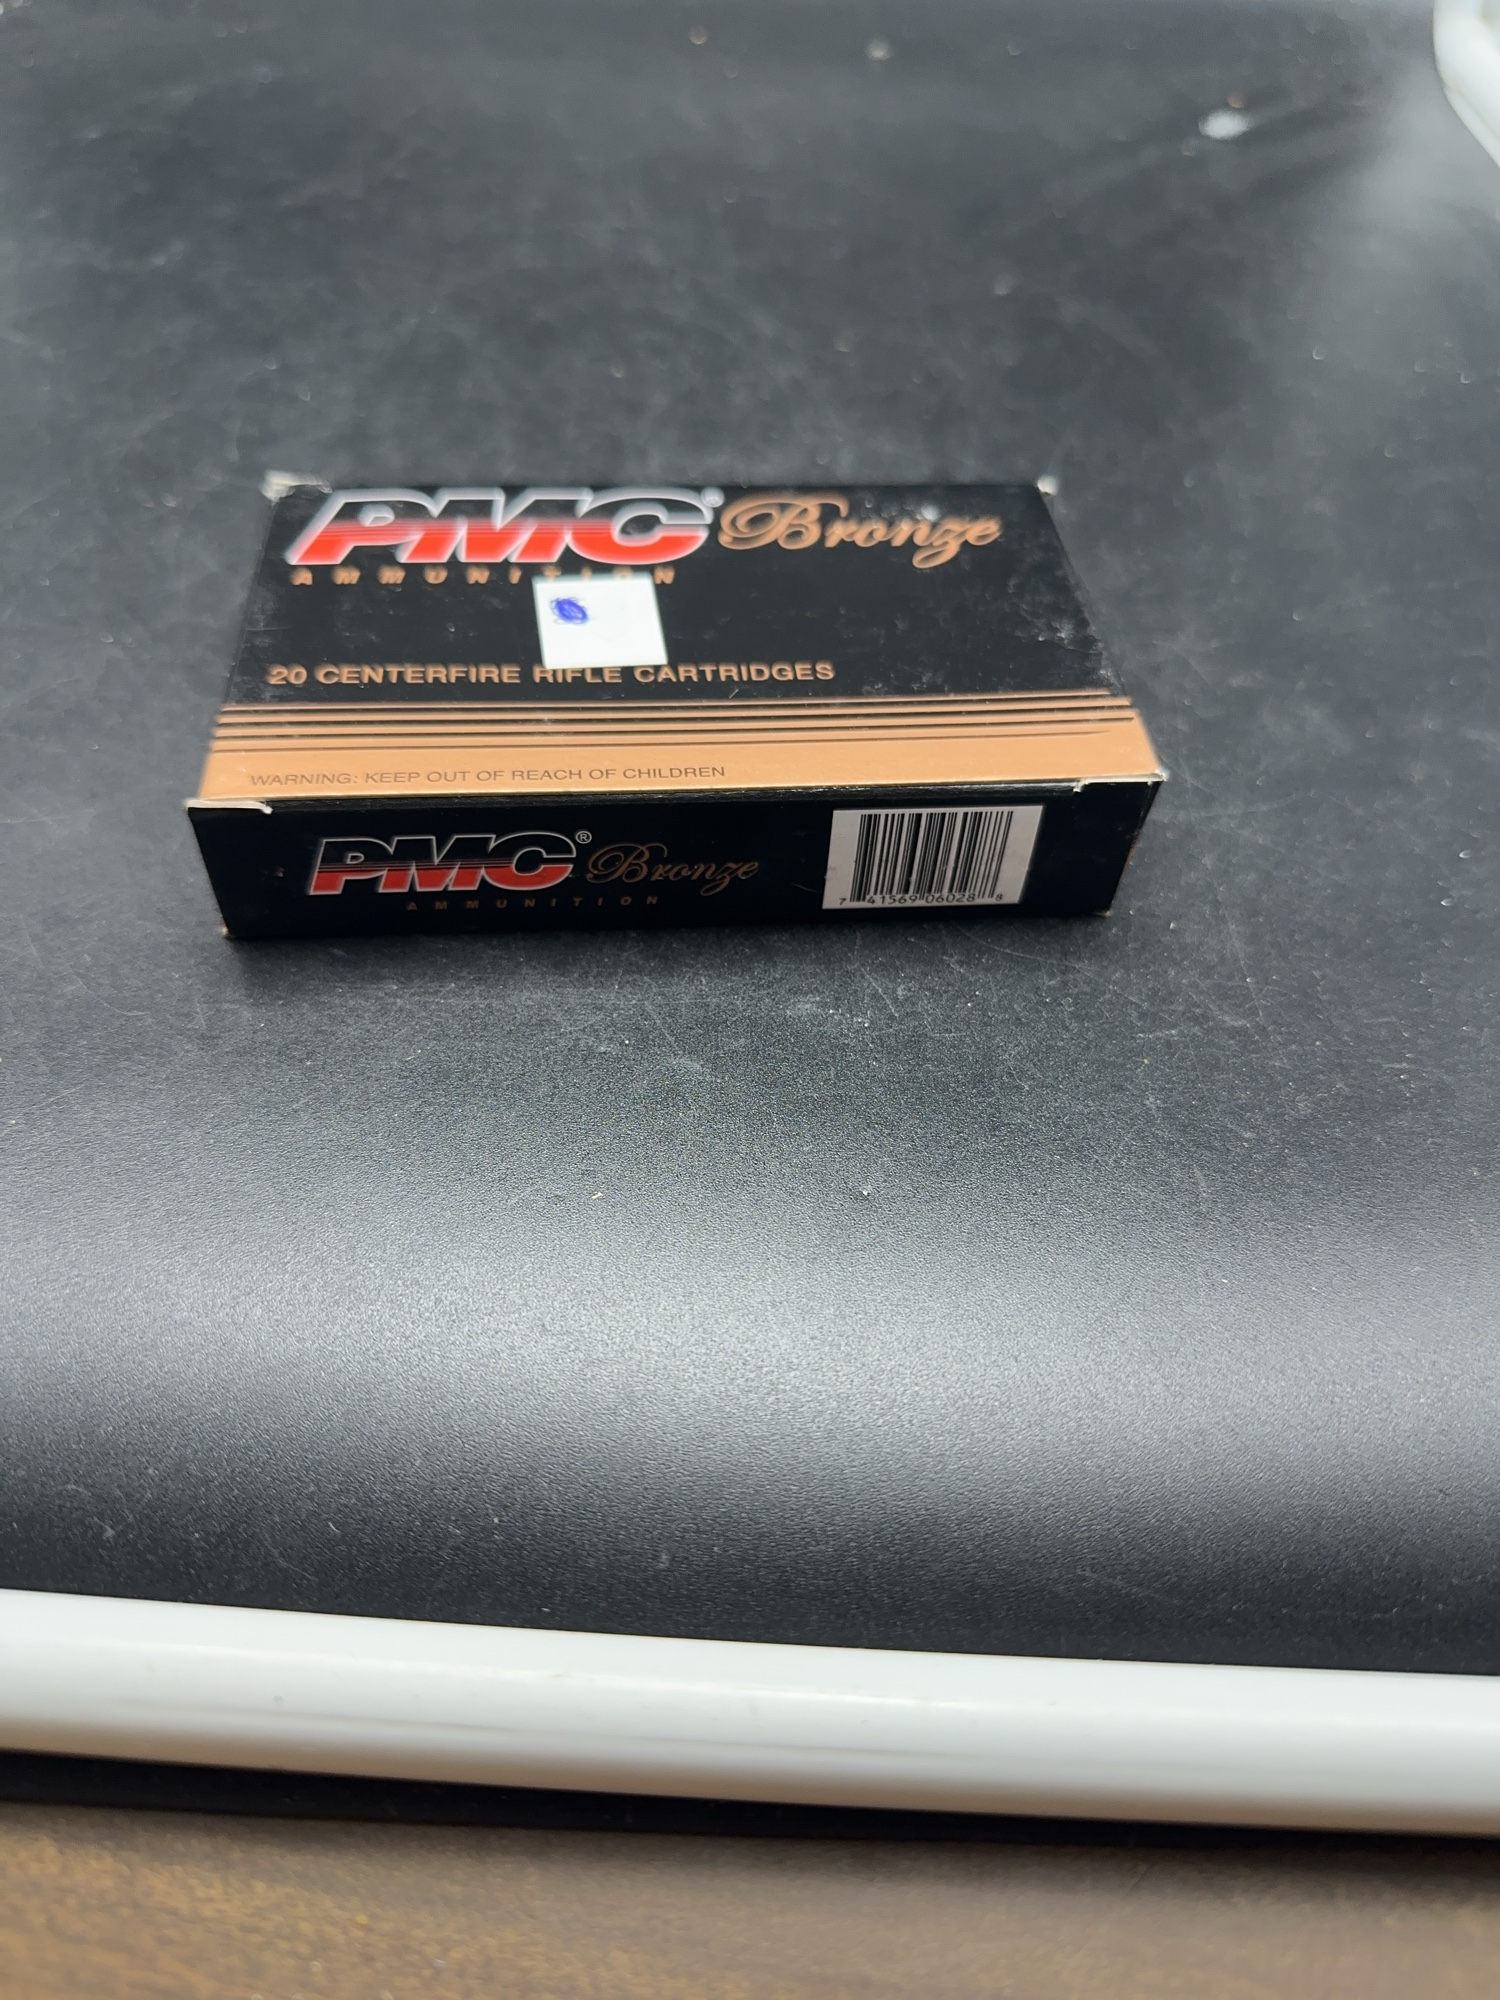 PMC® Bronze
AMMUNITION
20 CENTERFIRE RIFLE CARTRIDGES
WARNING: KEEP OUT OF REACH OF CHILDREN
PMC® Bronze
AMMUNITION
7 41569 06028 8